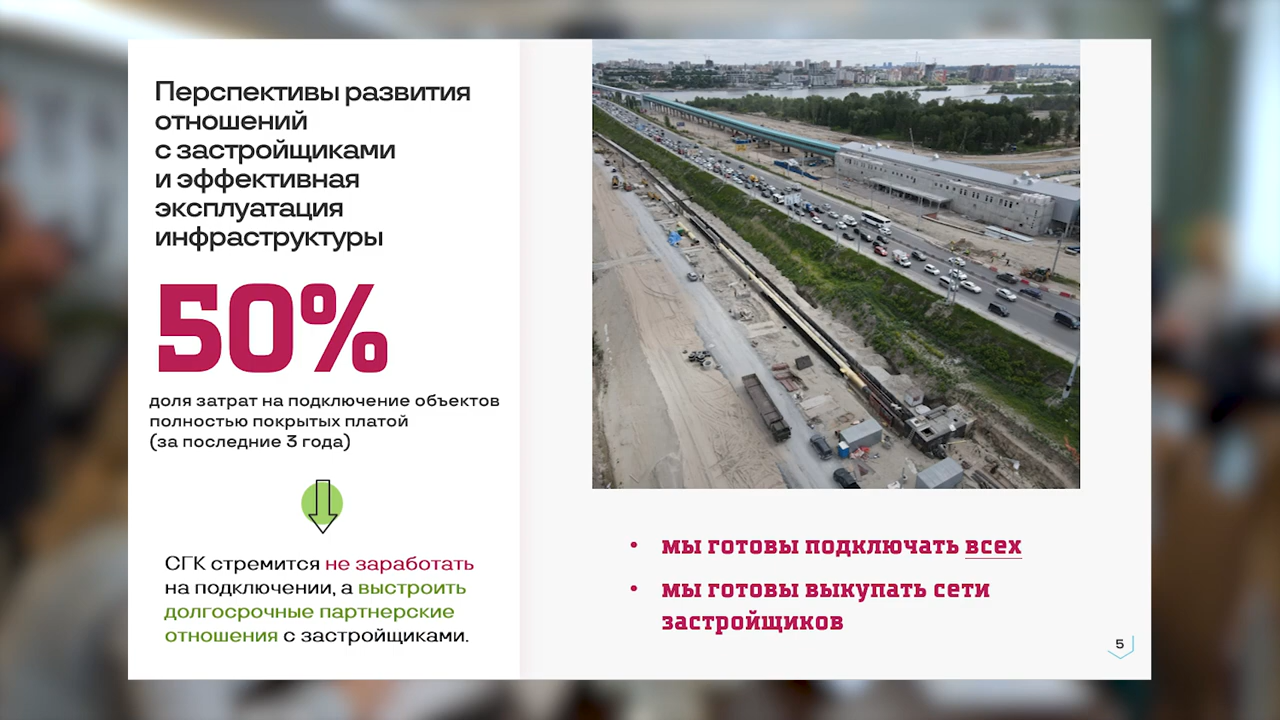 Перспективы развития
отношений
с застройщиками
и эффективная
эксплуатация
инфраструктуры
50%
доля затрат на подключение объектов
полностью покрытых платой
(за последние 3 года)
СГК стремится не заработать
на подключении, а выстроить
долгосрочные партнерские
отношения с застройщиками.
• мы готовы подключать всех
• мы готовы выкупать сети
застройщиков
5